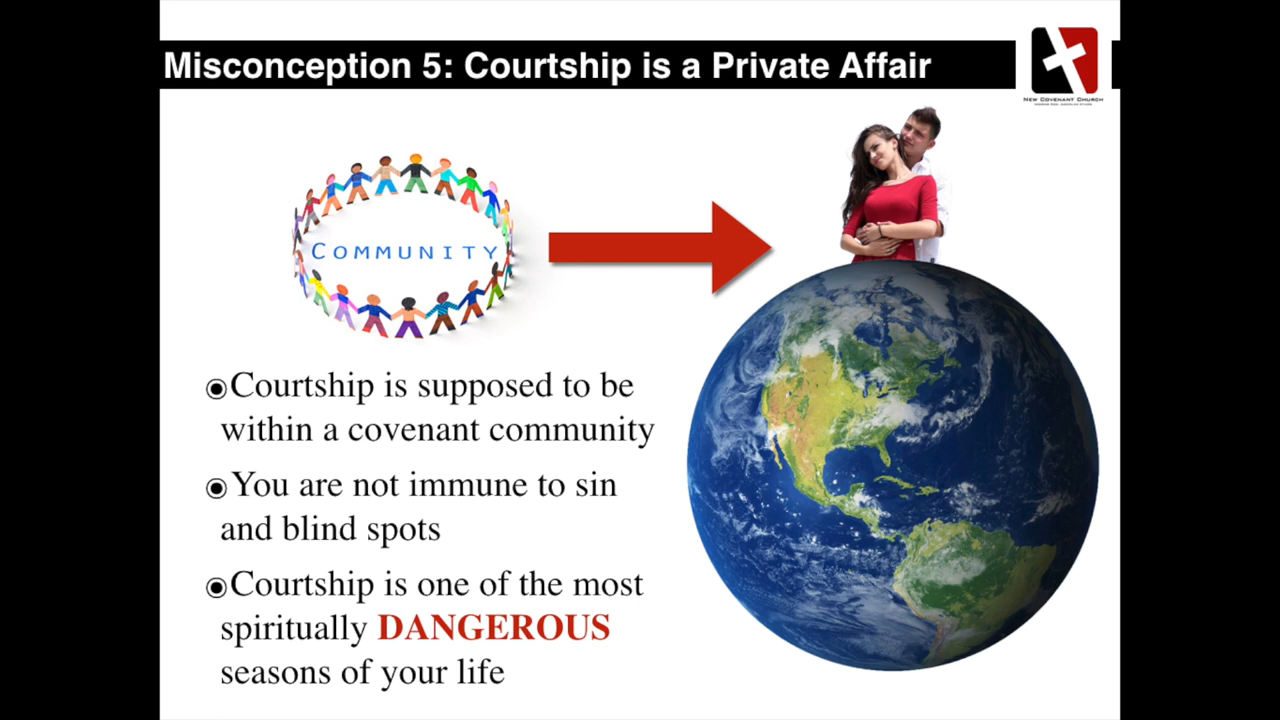 Misconception 5: Courtship is a Private Affair
NEW COVENANT CHURCH
COMMUNITY
Courtship is supposed to be
within a covenant community
You are not immune to sin
and blind spots
Courtship is one of the most
spiritually DANGEROUS
seasons of your life